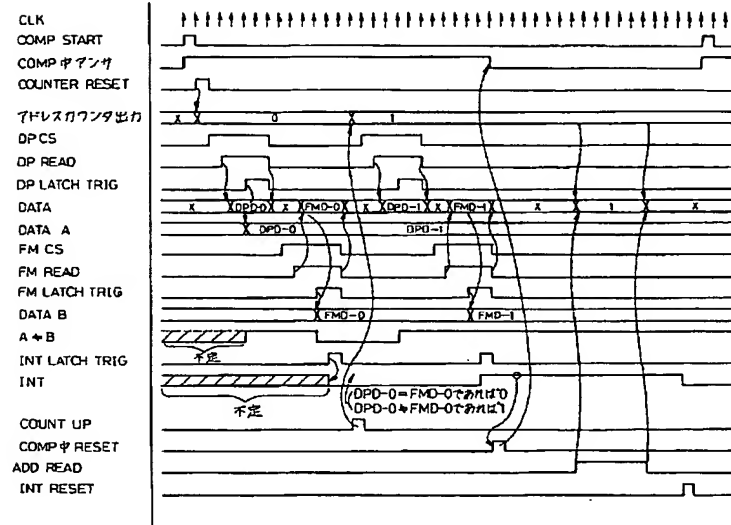 CLK
COMP START
COMP中アンサ
COUNTER RESET
アドレスカウンタ出力 X 0 1
DP CS
DP READ
DP LATCH TRIG
DATA X DPD-0 X FMD-0 X DPD-1 X FMD-1 X 1 X
DATA A DPD-0 DPD-1
FM CS
FM READ
FM LATCH TRIG
DATA B FMD-0 FMD-1
A≠B
不定
INT LATCH TRIG
INT
不定
DPD-0=FMD-0であれば0
DPD-0≠FMD-0であれば1
COUNT UP
COMP中RESET
ADD READ
INT RESET